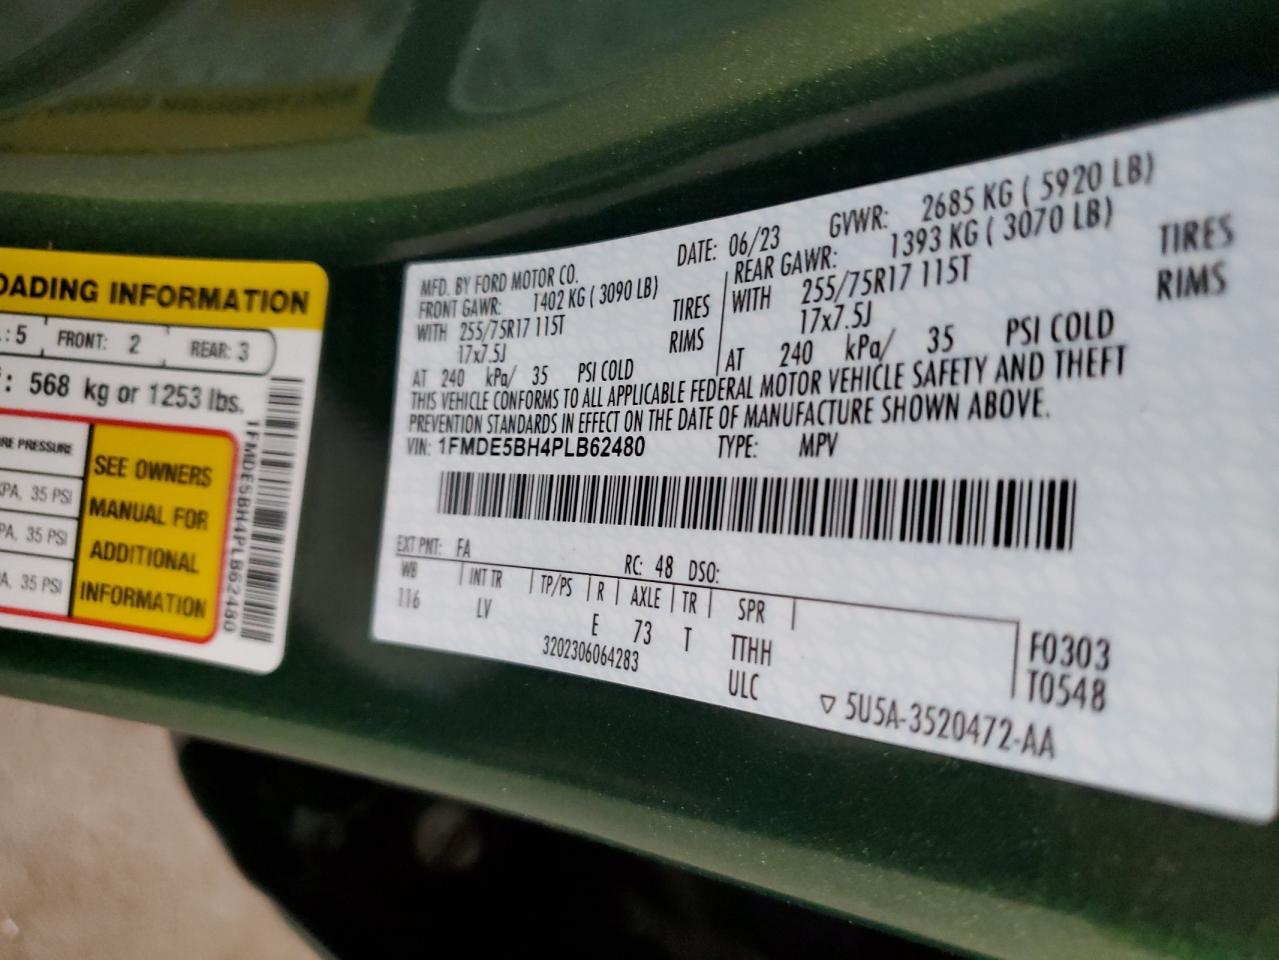 OADING INFORMATION
: 5 FRONT: 2 REAR: 3
: 568 kg or 1253 lbs.
RE PRESSURE
KPA, 35 PSI
PA, 35 PSI
A, 35 PSI
SEE OWNERS
MANUAL FOR
ADDITIONAL
INFORMATION
1FMDE5BH4PLB62480
MFD. BY FORD MOTOR CO. DATE: 06/23 GVWR: 2685 KG ( 5920 LB)
FRONT GAWR: 1402 KG ( 3090 LB) REAR GAWR: 1393 KG ( 3070 LB)
WITH 255/75R17 115T TIRES WITH 255/75R17 115T TIRES
17x7.5J RIMS 17x7.5J RIMS
AT 240 kPa/ 35 PSI COLD AT 240 kPa/ 35 PSI COLD
THIS VEHICLE CONFORMS TO ALL APPLICABLE FEDERAL MOTOR VEHICLE SAFETY AND THEFT
PREVENTION STANDARDS IN EFFECT ON THE DATE OF MANUFACTURE SHOWN ABOVE.
VIN: 1FMDE5BH4PLB62480 TYPE: MPV
EXT PNT: FA RC: 48 DSO:
WB INT TR TP/PS R AXLE TR SPR
116 LV E 73 T TTHH F0303
3202306064283 ULC T0548
▽ 5U5A-3520472-AA